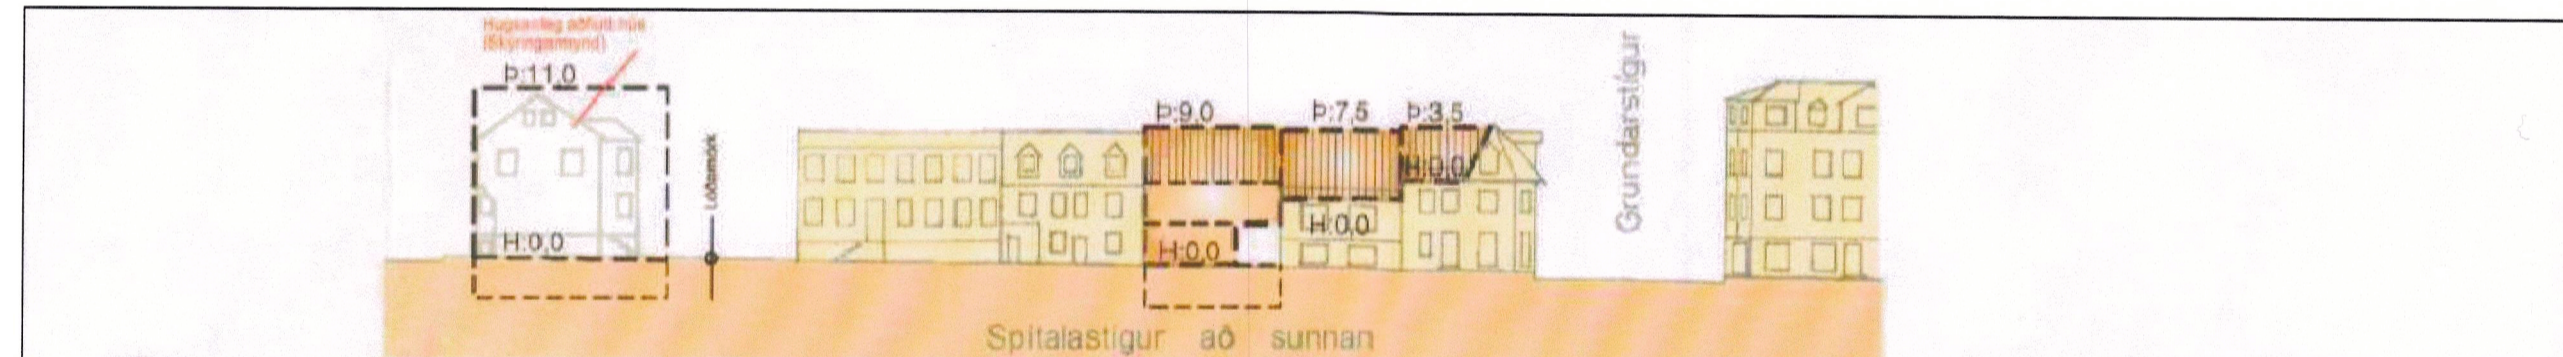 Hugsanleg aðflutt hús
(Skýringarmynd)
Þ:11,0
H:0,0
Lóðamörk
Þ:9,0
H:0,0
Þ:7,5
H:0,0
Þ:3,5
H:0,0
Grundarstígur
Spítalastígur að sunnan